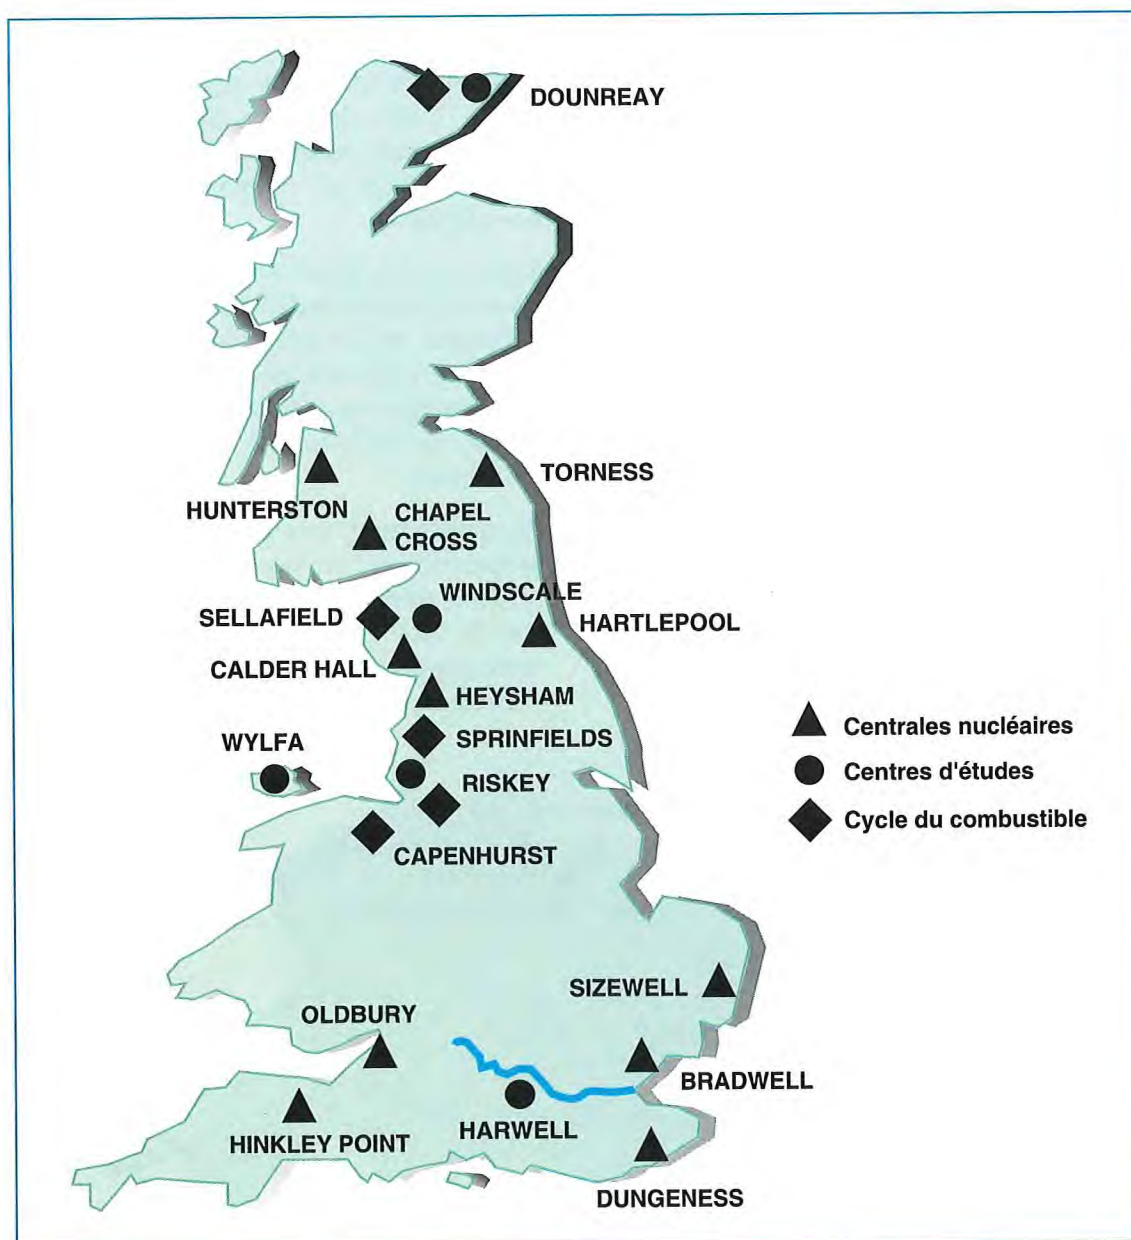 DOUNREAY
TORNESS
HUNTERSTON
CHAPEL
CROSS
WINDSCALE
SELLAFIELD
HARTLEPOOL
CALDER HALL
HEYSHAM
SPRINFIELDS
WYLFA
RISKEY
CAPENHURST
Centrales nucléaires
Centres d'études
Cycle du combustible
SIZEWELL
OLDBURY
BRADWELL
HARWELL
HINKLEY POINT
DUNGENESS